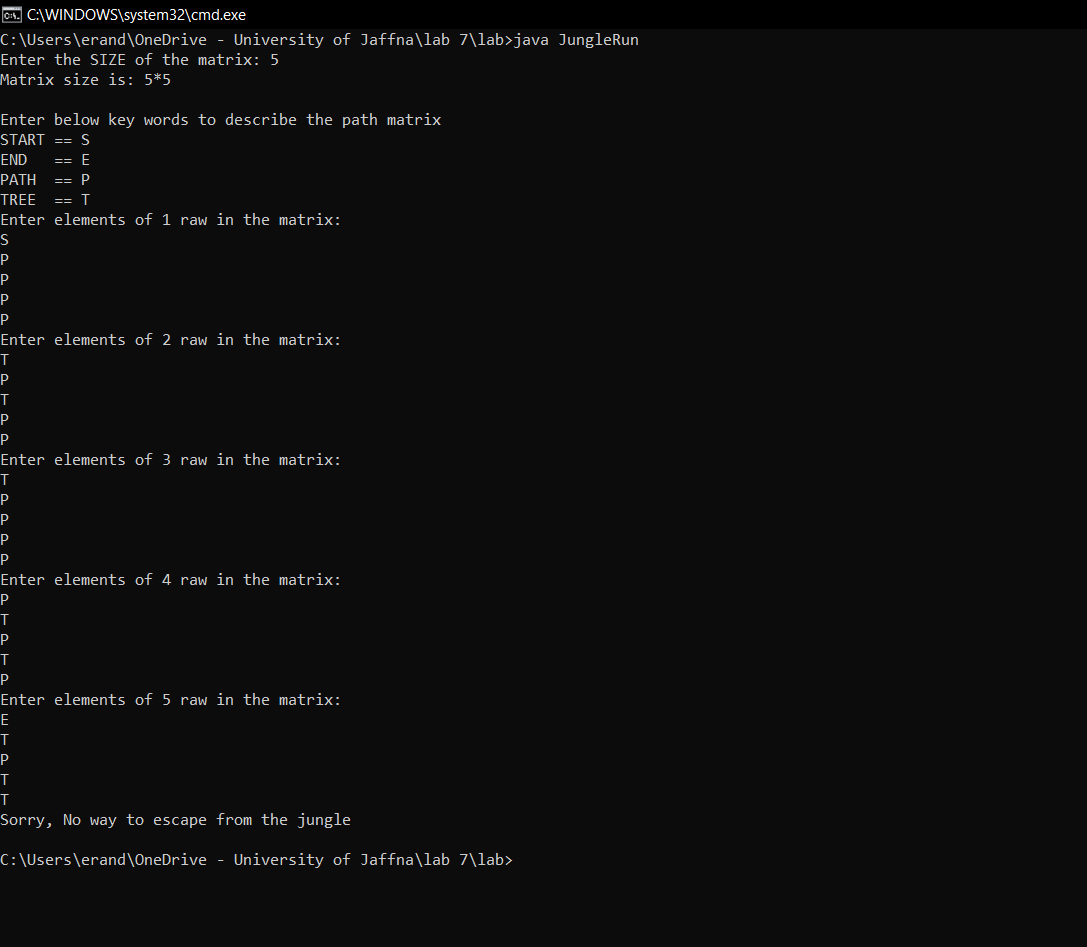 C:\WINDOWS\system32\cmd.exe
C:\Users\erand\OneDrive - University of Jaffna\lab 7\lab>java JungleRun
Enter the SIZE of the matrix: 5
Matrix size is: 5*5
Enter below key words to describe the path matrix
START == S
END   == E
PATH  == P
TREE  == T
Enter elements of 1 raw in the matrix:
S
P
P
P
P
Enter elements of 2 raw in the matrix:
T
P
T
P
P
Enter elements of 3 raw in the matrix:
T
P
P
P
P
Enter elements of 4 raw in the matrix:
P
T
P
T
P
Enter elements of 5 raw in the matrix:
E
T
P
T
T
Sorry, No way to escape from the jungle
C:\Users\erand\OneDrive - University of Jaffna\lab 7\lab>